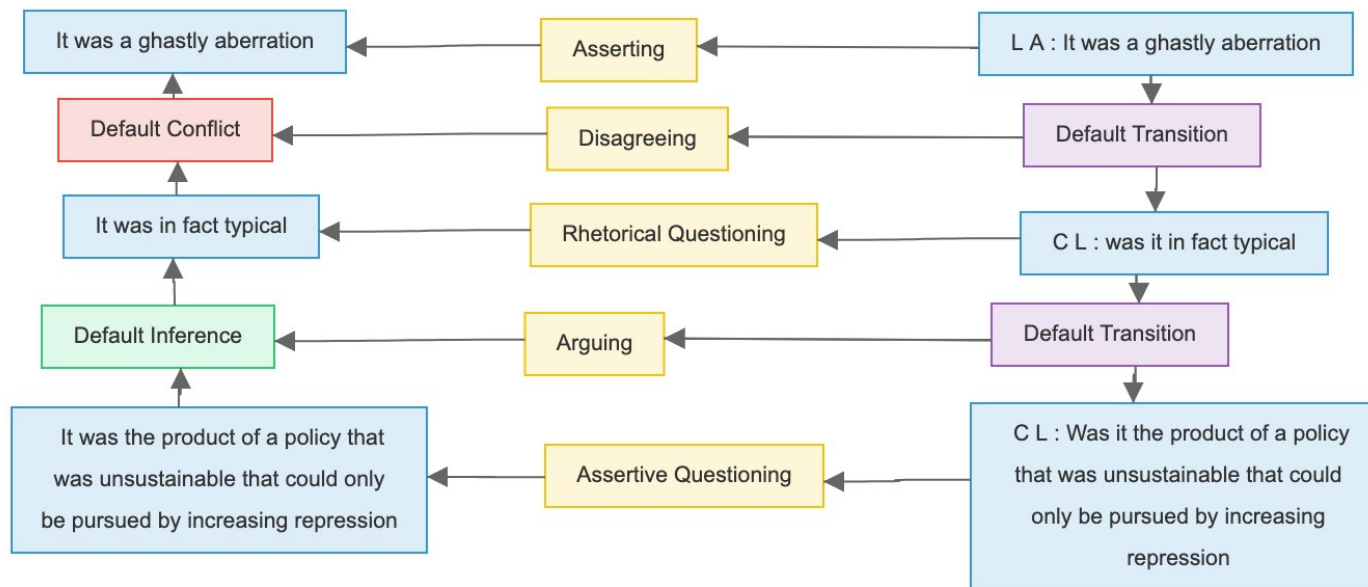 It was a ghastly aberration
Asserting
L A : It was a ghastly aberration
Default Conflict
Disagreeing
Default Transition
It was in fact typical
Rhetorical Questioning
C L : was it in fact typical
Default Inference
Arguing
Default Transition
It was the product of a policy that
was unsustainable that could only
be pursued by increasing repression
Assertive Questioning
C L : Was it the product of a policy
that was unsustainable that could
only be pursued by increasing
repression